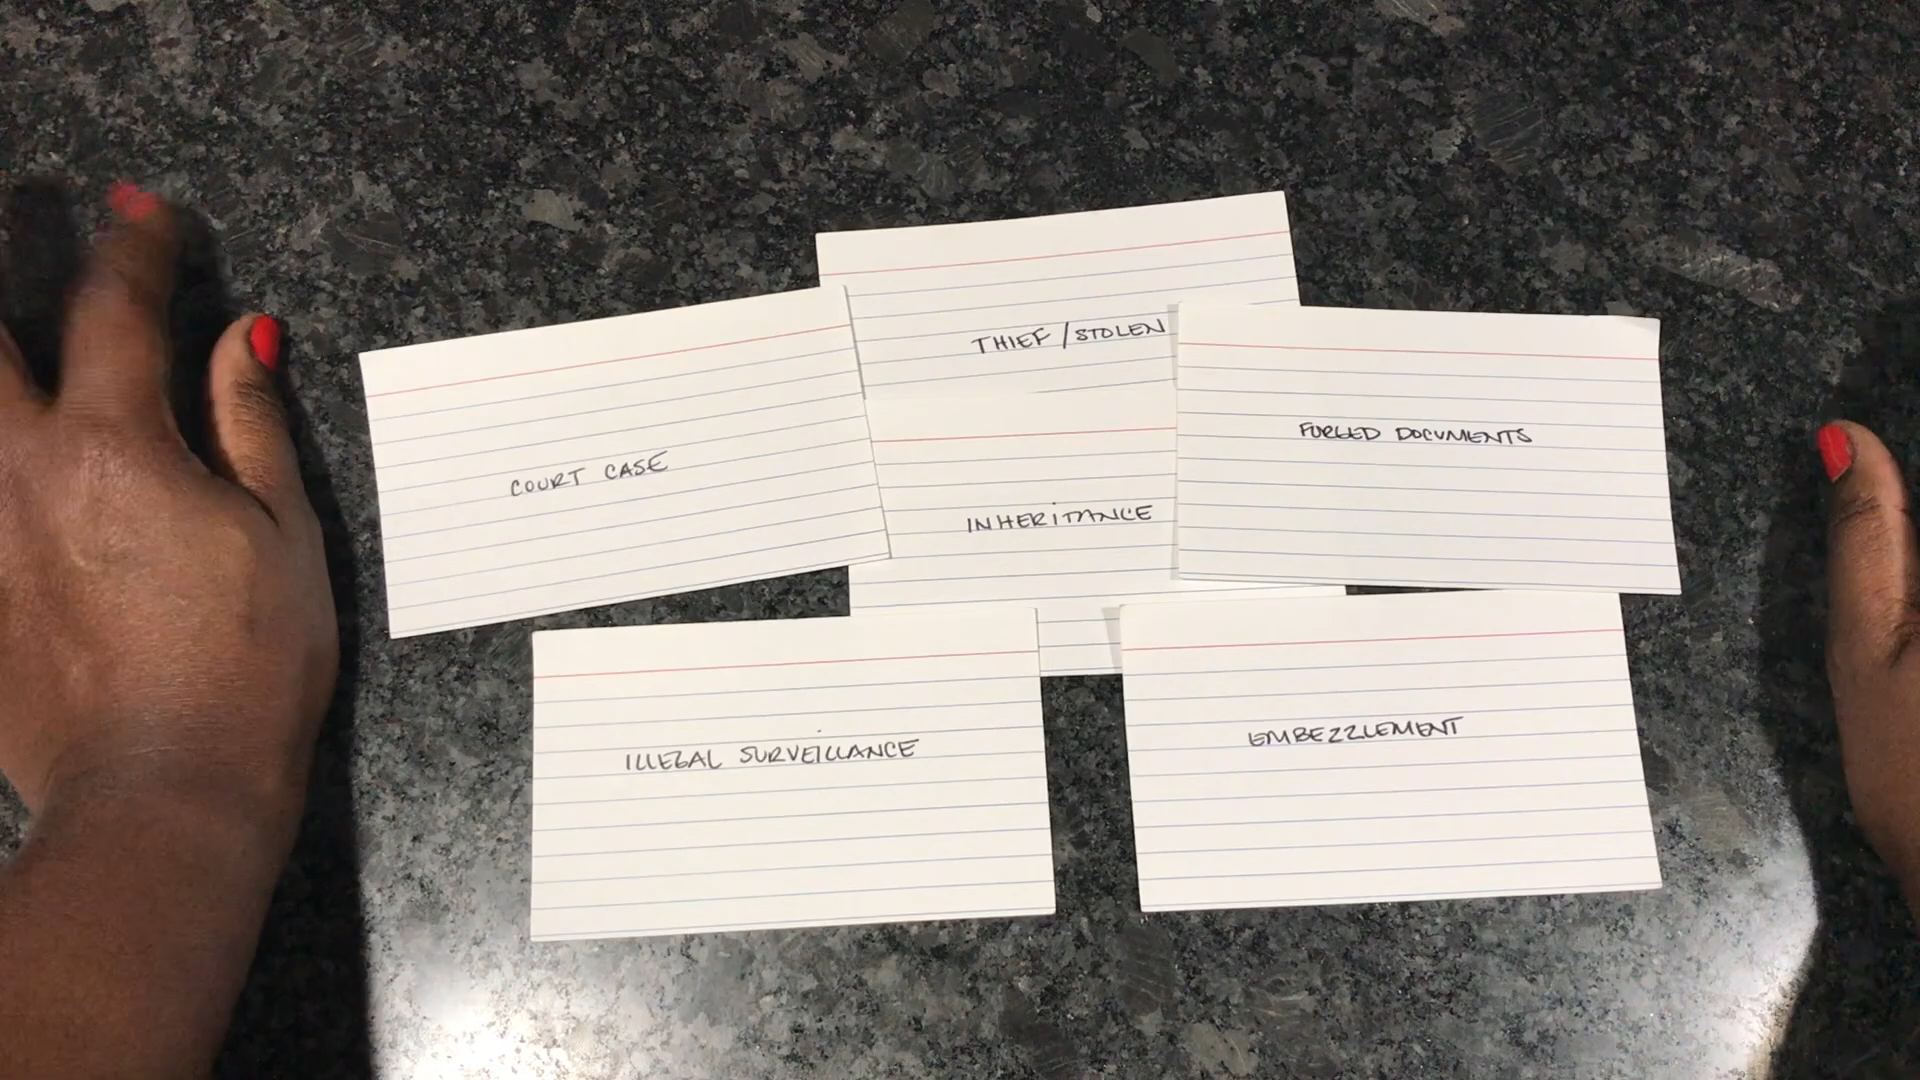 THIEF / STOLEN
COURT CASE
FORGED DOCUMENTS
INHERITANCE
ILLEGAL SURVEILLANCE
EMBEZZLEMENT